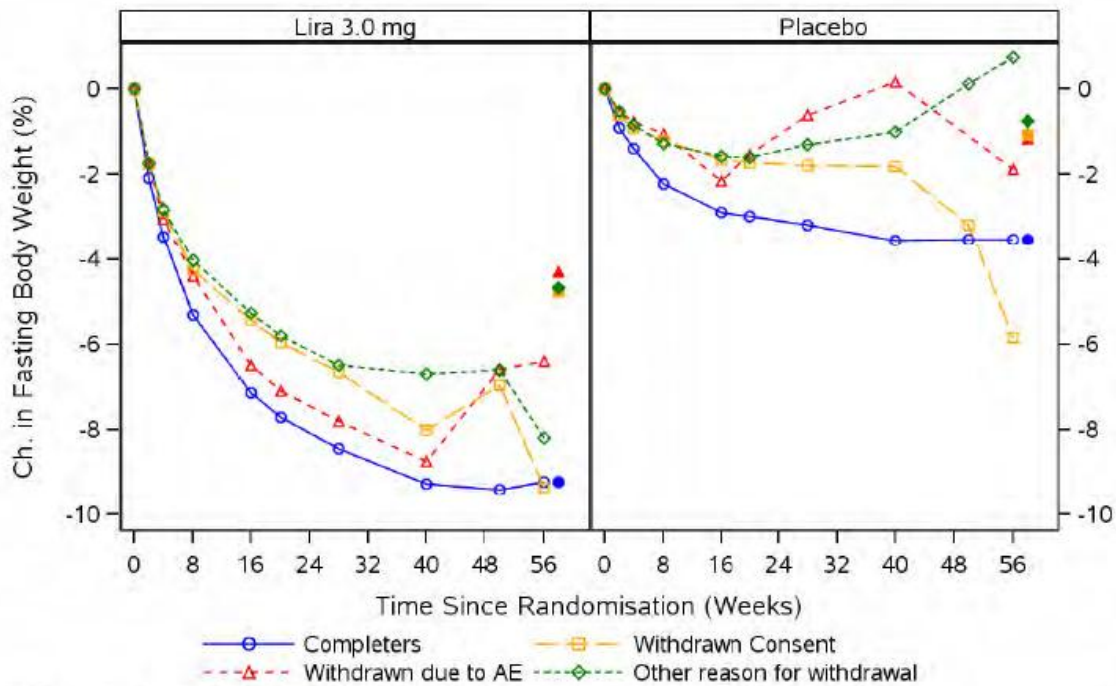 Lira 3.0 mg Placebo
Ch. in Fasting Body Weight (%)
0 0
-2 -2
-4 -4
-6 -6
-8 -8
-10 -10
0 8 16 24 32 40 48 56 0 8 16 24 32 40 48 56
Time Since Randomisation (Weeks)
Completers Withdrawn Consent
Withdrawn due to AE Other reason for withdrawal